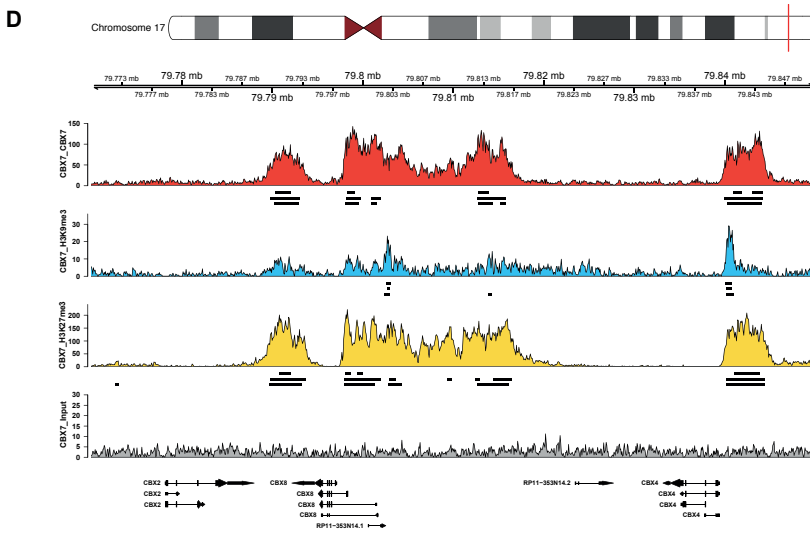 D
Chromosome 17
79.773 mb 79.78 mb 79.787 mb 79.793 mb 79.8 mb 79.807 mb 79.813 mb 79.82 mb 79.827 mb 79.833 mb 79.84 mb 79.847 mb
79.777 mb 79.783 mb 79.79 mb 79.797 mb 79.803 mb 79.81 mb 79.817 mb 79.823 mb 79.83 mb 79.837 mb 79.843 mb
CBX7_CBX7
150
100
50
0
CBX7_H3K9me3
30
20
10
0
CBX7_H3K27me3
200
150
100
50
0
CBX7_Input
30
25
20
15
10
5
0
CBX2 CBX8 RP11−353N14.2 CBX4
CBX2 CBX8 CBX4
CBX2 CBX8 CBX4
CBX8 CBX4
RP11−353N14.1